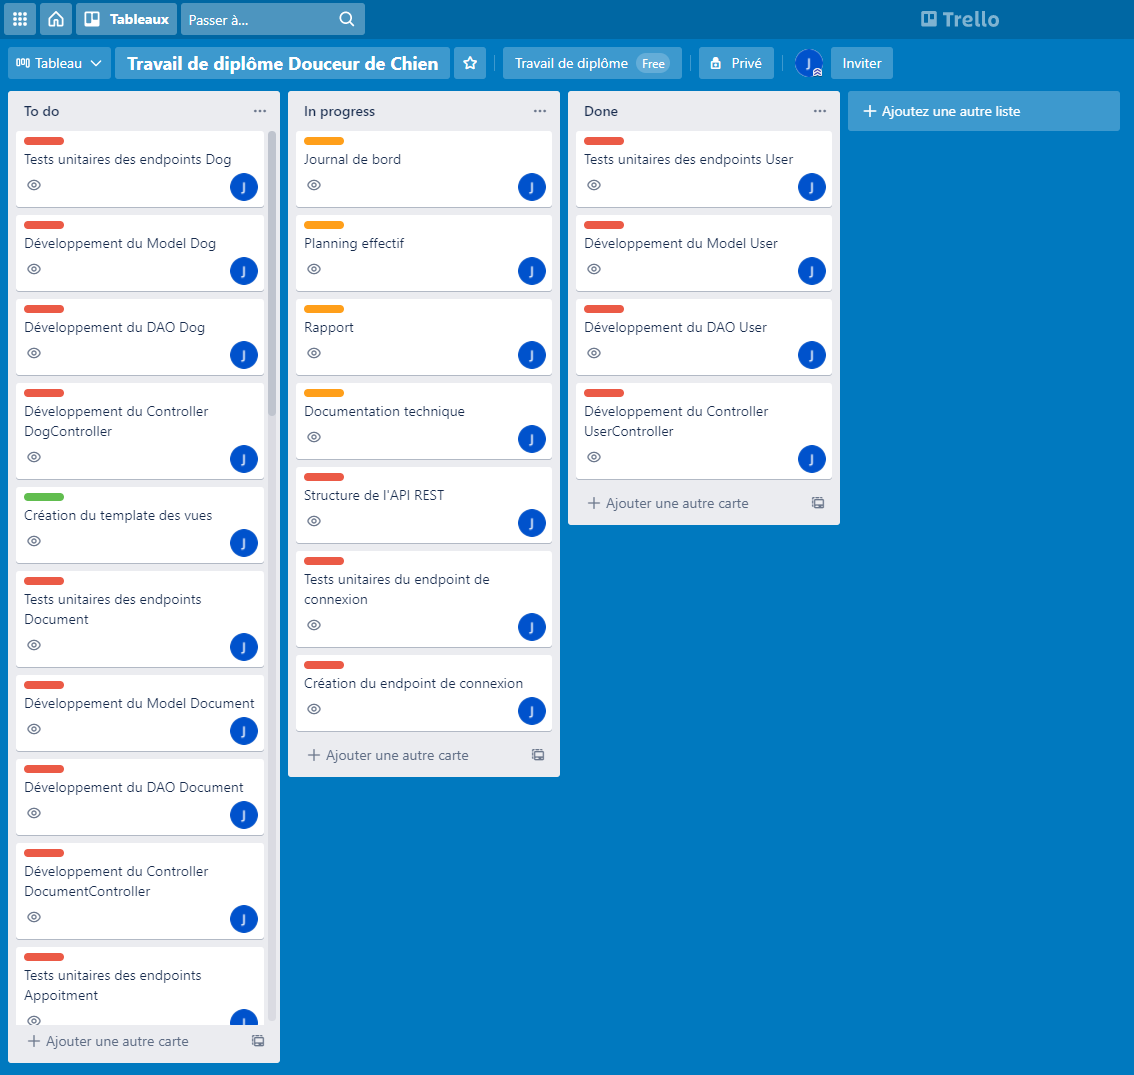 Tableaux
Passer à...
Trello
Tableau
Travail de diplôme Douceur de Chien
Travail de diplôme Free
Privé
J
Inviter
To do
Tests unitaires des endpoints Dog
J
Développement du Model Dog
J
Développement du DAO Dog
J
Développement du Controller
DogController
J
Création du template des vues
J
Tests unitaires des endpoints
Document
J
Développement du Model Document
J
Développement du DAO Document
J
Développement du Controller
DocumentController
J
Tests unitaires des endpoints
Appoitment
J
+ Ajouter une autre carte
In progress
Journal de bord
J
Planning effectif
J
Rapport
J
Documentation technique
J
Structure de l'API REST
J
Tests unitaires du endpoint de
connexion
J
Création du endpoint de connexion
J
+ Ajouter une autre carte
Done
Tests unitaires des endpoints User
J
Développement du Model User
J
Développement du DAO User
J
Développement du Controller
UserController
J
+ Ajouter une autre carte
+ Ajoutez une autre liste